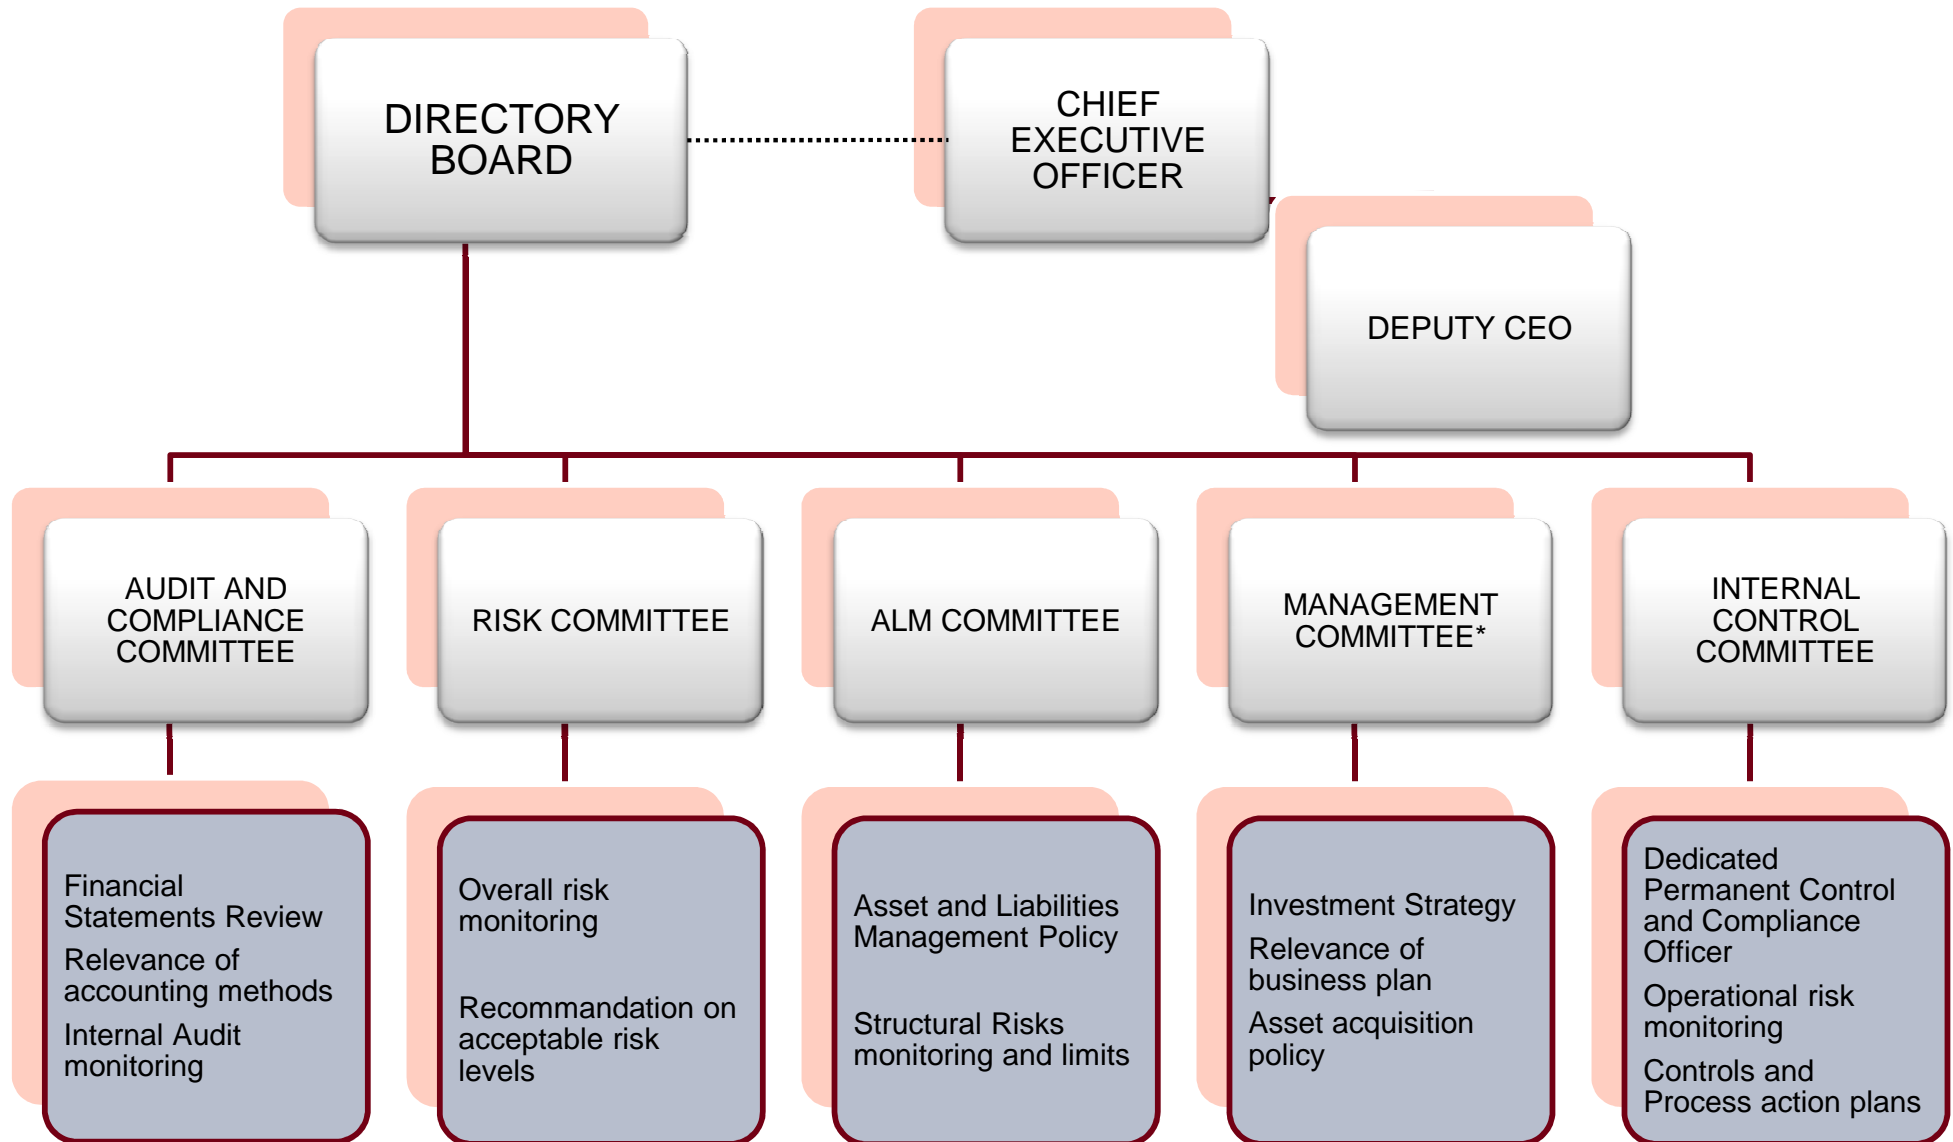 DIRECTORY
BOARD
CHIEF
EXECUTIVE
OFFICER
DEPUTY CEO
AUDIT AND
COMPLIANCE
COMMITTEE
RISK COMMITTEE
ALM COMMITTEE
MANAGEMENT
COMMITTEE*
INTERNAL
CONTROL
COMMITTEE
Financial
Statements Review
Relevance of
accounting methods
Internal Audit
monitoring
Overall risk
monitoring
Recommandation on
acceptable risk
levels
Asset and Liabilities
Management Policy
Structural Risks
monitoring and limits
Investment Strategy
Relevance of
business plan
Asset acquisition
policy
Dedicated
Permanent Control
and Compliance
Officer
Operational risk
monitoring
Controls and
Process action plans